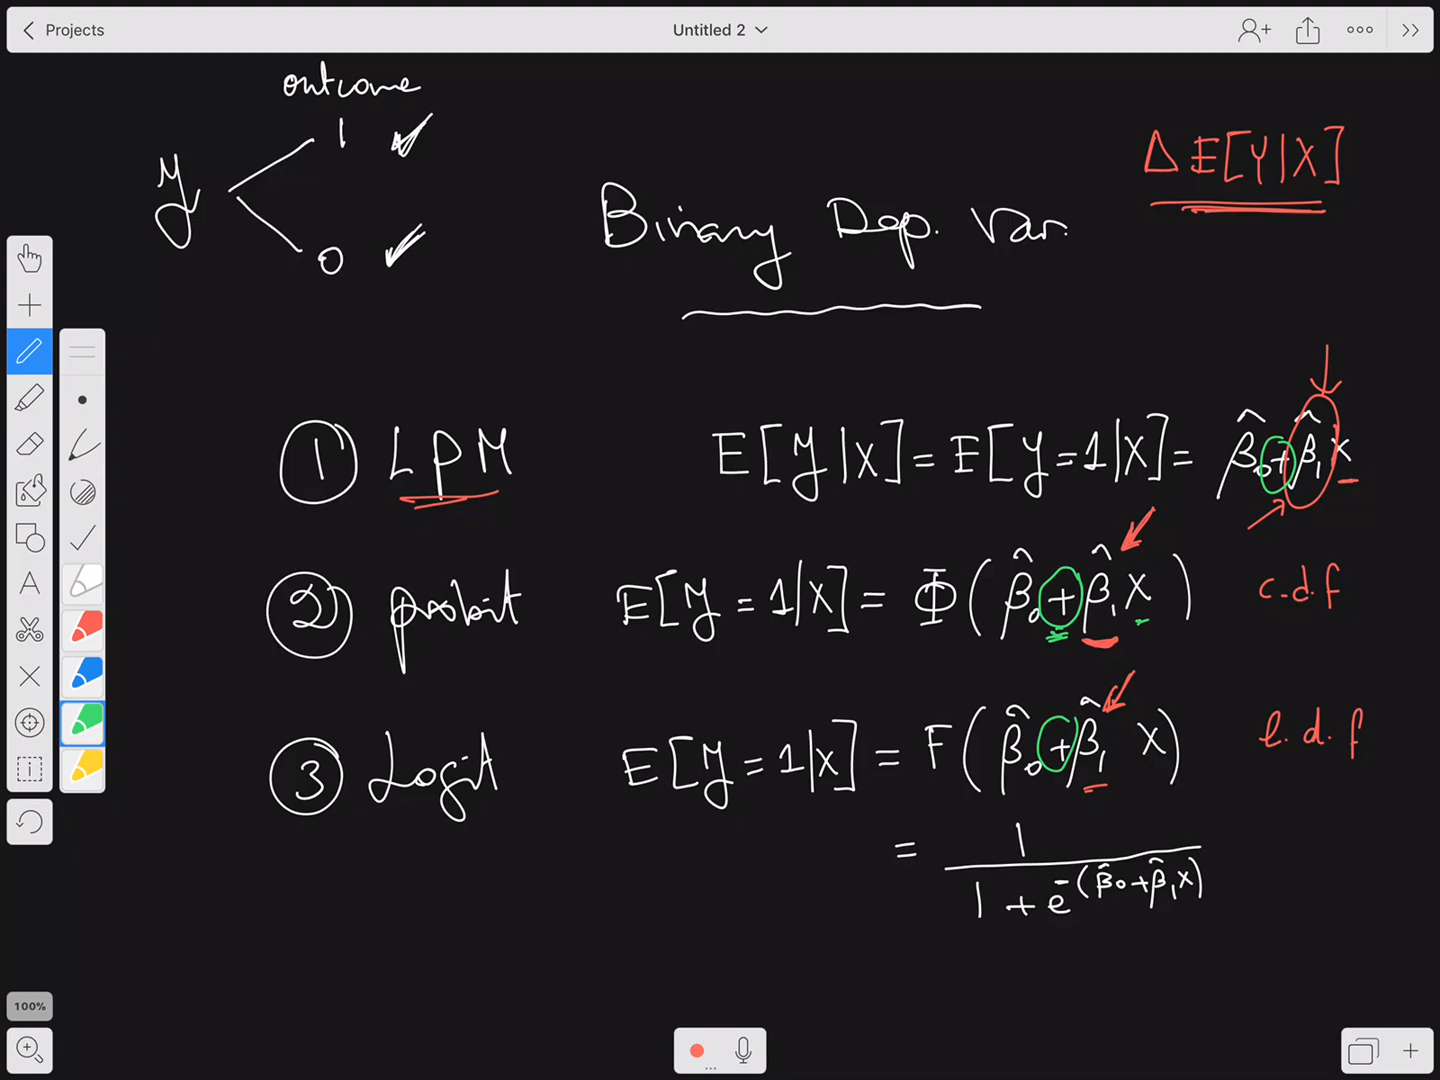 Projects
Untitled 2
outcome
y
1
0
Binary Dep. Var.
Δ E[Y|X]
① LPM E[y|x] = E[y=1|x] = β̂₀+β̂₁x
② probit E[y=1|x] = Φ(β̂₀+β̂₁x) c.d.f
③ Logit E[y=1|x] = F(β̂₀+β̂₁ x) l.d.f
= 1 / 1 + e^-(β̂₀+β̂₁x)
A
100%